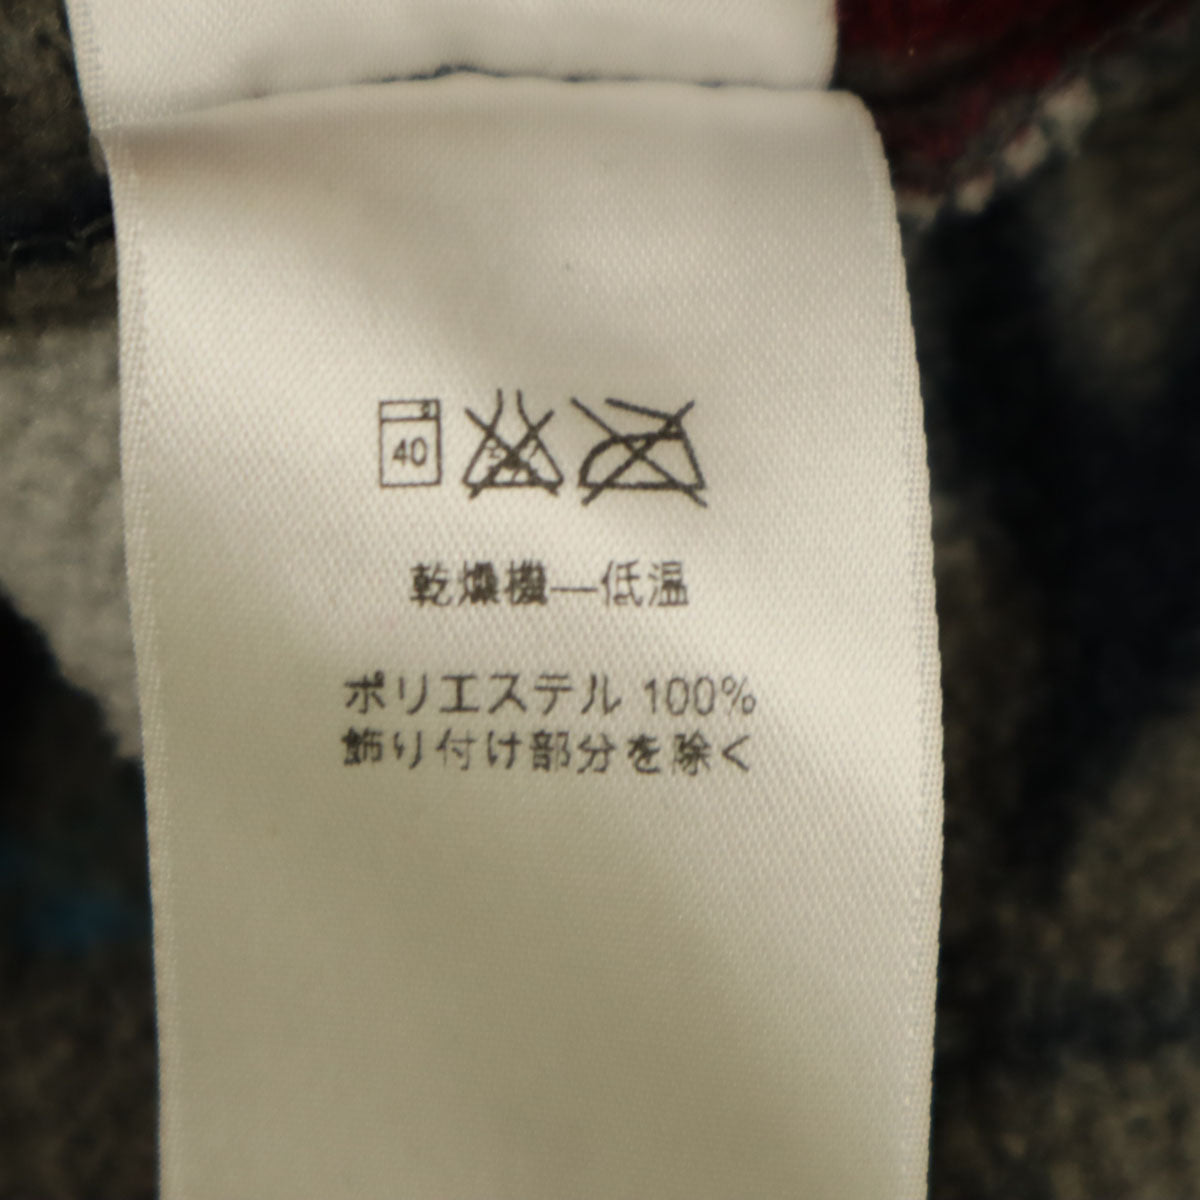 40
乾燥機—低温
ポリエステル 100%
飾り付け部分を除く